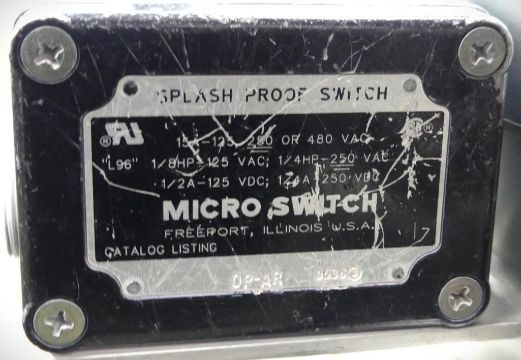 SPLASH PROOF SWITCH
15A-125, 250 OR 480 VAC
"L96" 1/8HP-125 VAC; 1/4HP-250 VAC
1/2A-125 VDC; 1/4A-250 VDC
MICRO SWITCH
FREEPORT, ILLINOIS U.S.A.
CATALOG LISTING
OP-AR